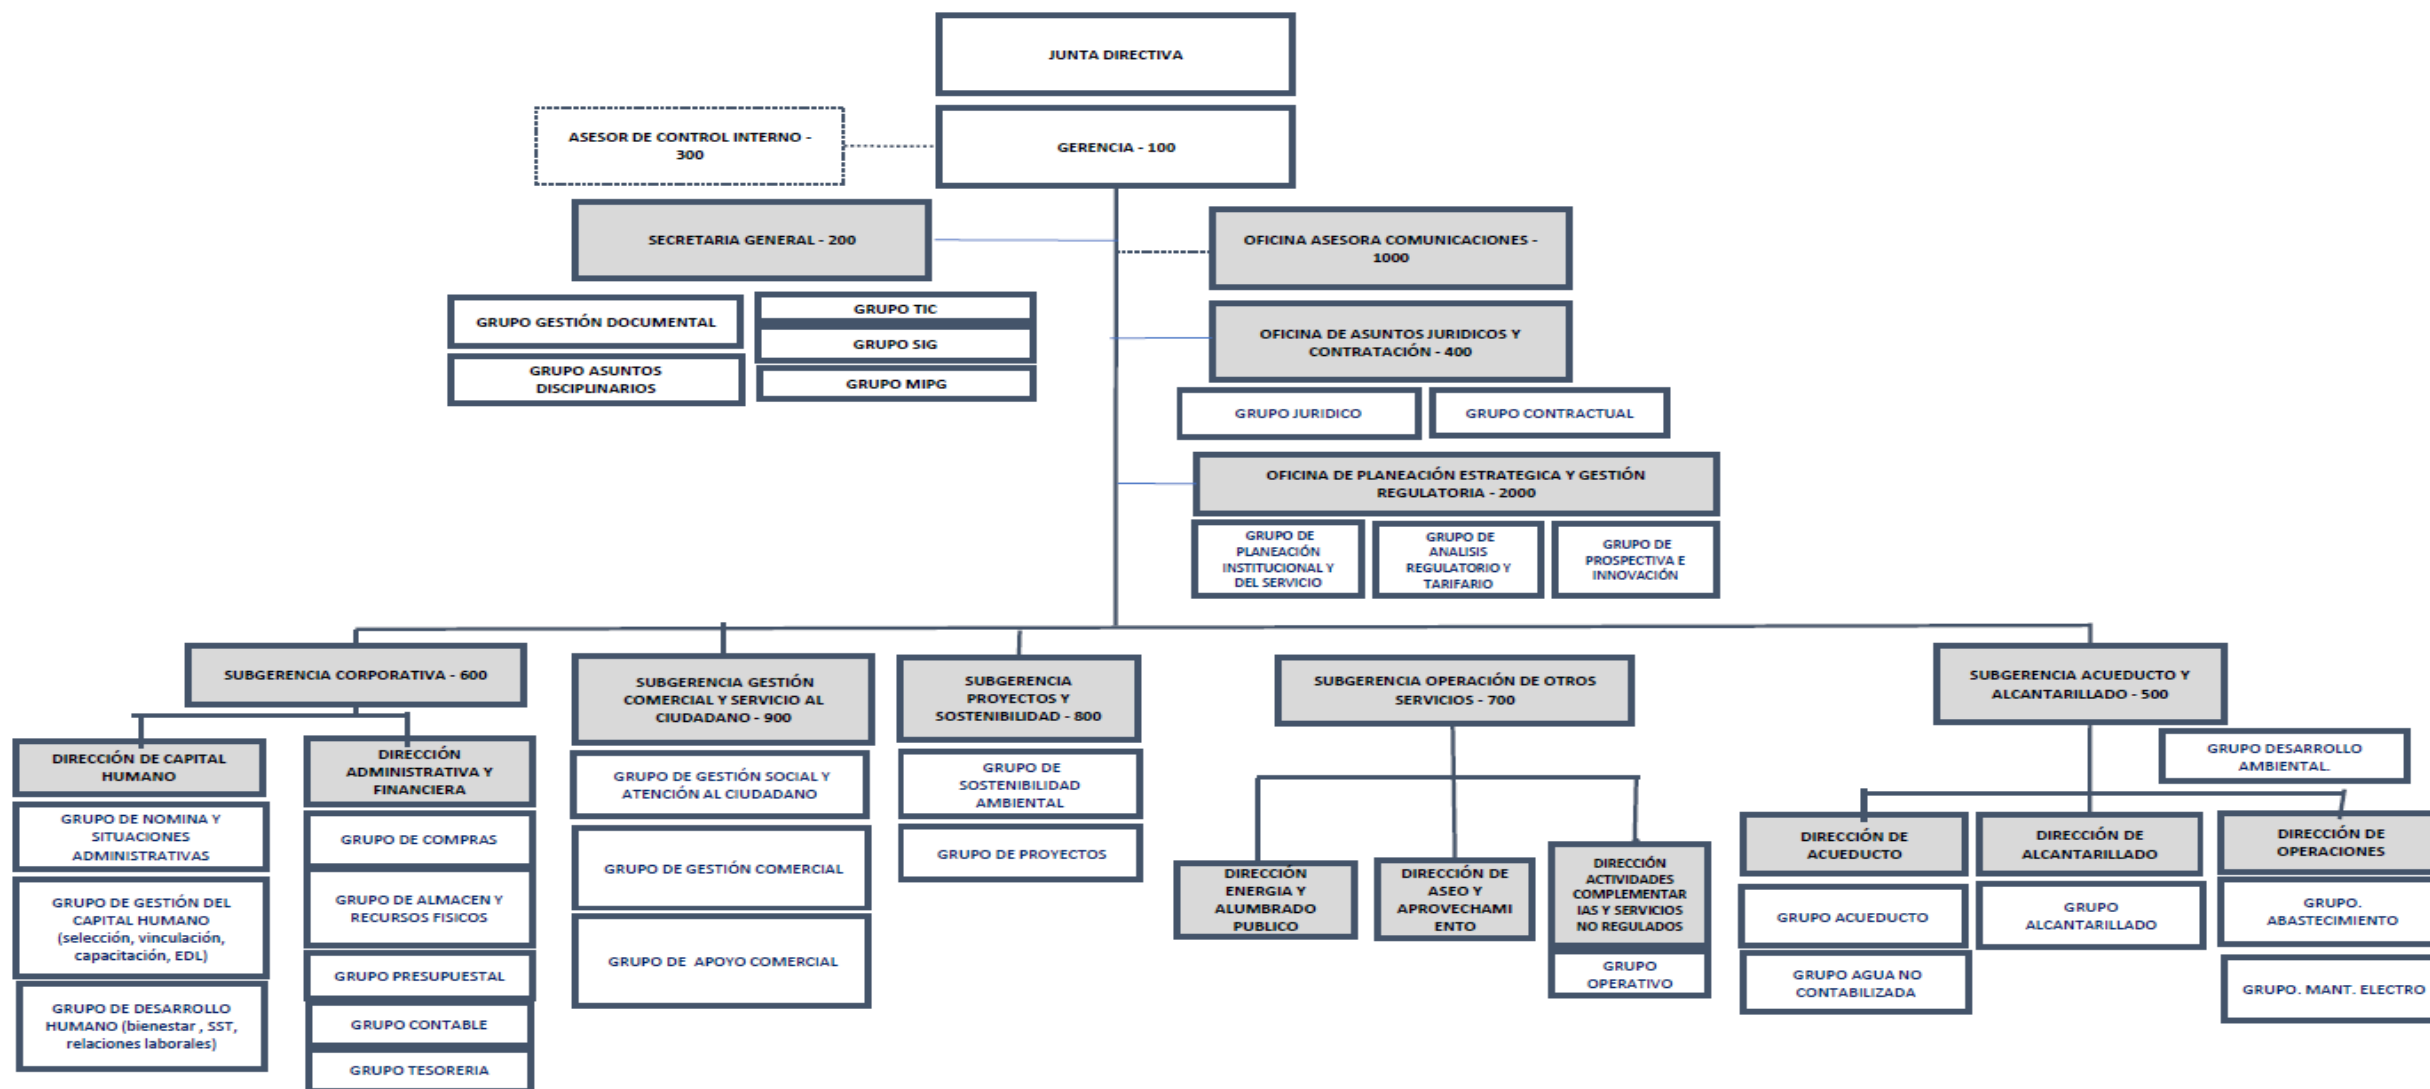 JUNTA DIRECTIVA
ASESOR DE CONTROL INTERNO -
300
GERENCIA - 100
SECRETARIA GENERAL - 200
OFICINA ASESORA COMUNICACIONES -
1000
GRUPO GESTIÓN DOCUMENTAL
GRUPO TIC
GRUPO SIG
GRUPO ASUNTOS
DISCIPLINARIOS
GRUPO MIPG
OFICINA DE ASUNTOS JURIDICOS Y
CONTRATACIÓN - 400
GRUPO JURIDICO
GRUPO CONTRACTUAL
OFICINA DE PLANEACIÓN ESTRATEGICA Y GESTIÓN
REGULATORIA - 2000
GRUPO DE
PLANEACIÓN
INSTITUCIONAL Y
DEL SERVICIO
GRUPO DE
ANALISIS
REGULATORIO Y
TARIFARIO
GRUPO DE
PROSPECTIVA E
INNOVACIÓN
SUBGERENCIA CORPORATIVA - 600
DIRECCIÓN DE CAPITAL
HUMANO
GRUPO DE NOMINA Y
SITUACIONES
ADMINISTRATIVAS
GRUPO DE GESTIÓN DEL
CAPITAL HUMANO
(selección, vinculación,
capacitación, EDL)
GRUPO DE DESARROLLO
HUMANO (bienestar , SST,
relaciones laborales)
DIRECCIÓN
ADMINISTRATIVA Y
FINANCIERA
GRUPO DE COMPRAS
GRUPO DE ALMACEN Y
RECURSOS FISICOS
GRUPO PRESUPUESTAL
GRUPO CONTABLE
GRUPO TESORERIA
SUBGERENCIA GESTIÓN
COMERCIAL Y SERVICIO AL
CIUDADANO - 900
GRUPO DE GESTIÓN SOCIAL Y
ATENCIÓN AL CIUDADANO
GRUPO DE GESTIÓN COMERCIAL
GRUPO DE APOYO COMERCIAL
SUBGERENCIA
PROYECTOS Y
SOSTENIBILIDAD - 800
GRUPO DE
SOSTENIBILIDAD
AMBIENTAL
GRUPO DE PROYECTOS
SUBGERENCIA OPERACIÓN DE OTROS
SERVICIOS - 700
DIRECCIÓN
ENERGIA Y
ALUMBRADO
PUBLICO
DIRECCIÓN DE
ASEO Y
APROVECHAMI
ENTO
DIRECCIÓN
ACTIVIDADES
COMPLEMENTAR
IAS Y SERVICIOS
NO REGULADOS
GRUPO
OPERATIVO
SUBGERENCIA ACUEDUCTO Y
ALCANTARILLADO - 500
GRUPO DESARROLLO
AMBIENTAL.
DIRECCIÓN DE
ACUEDUCTO
GRUPO ACUEDUCTO
GRUPO AGUA NO
CONTABILIZADA
DIRECCIÓN DE
ALCANTARILLADO
GRUPO
ALCANTARILLADO
DIRECCIÓN DE
OPERACIONES
GRUPO.
ABASTECIMIENTO
GRUPO. MANT. ELECTRO